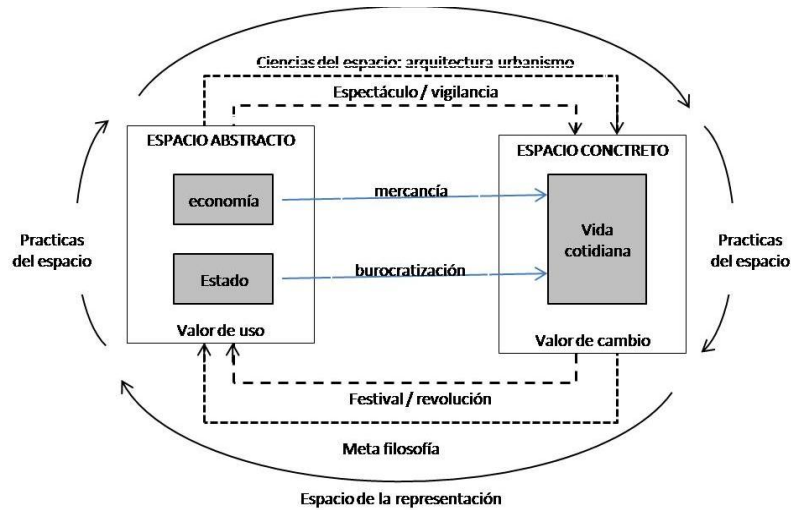 Ciencias del espacio: arquitectura urbanismo
Espectáculo / vigilancia
ESPACIO ABSTRACTO
ESPACIO CONCTRETO
economía
mercancía
Vida
cotidiana
Practicas
del espacio
Practicas
del espacio
Estado
burocratización
Valor de uso
Valor de cambio
Festival / revolución
Meta filosofía
Espacio de la representación